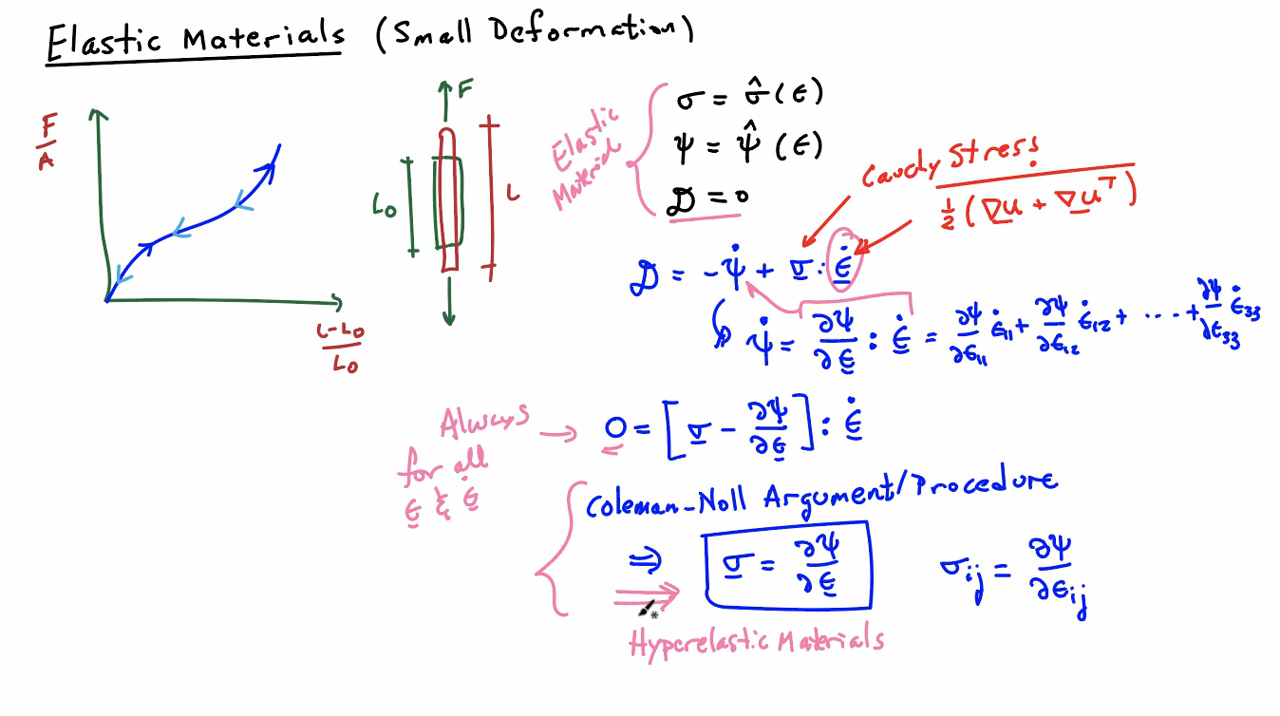 Elastic Materials (Small Deformation)
F/A
L-L₀/L₀
F
L₀
L
Elastic Material
σ = σ̂(ϵ)
ψ = ψ̂(ϵ)
𝒟 = 0
Cauchy Stress
½(∇u + ∇uᵀ)
𝒟 = -ψ̇ + σ : ϵ̇
ψ̇ = ∂ψ/∂ϵ : ϵ̇ = ∂ψ/∂ϵ₁₁ ϵ̇₁₁ + ∂ψ/∂ϵ₁₂ ϵ̇₁₂ + ... + ∂ψ/∂ϵ₃₃ ϵ̇₃₃
Always → 0 = [σ - ∂ψ/∂ϵ] : ϵ̇
for all
ϵ & ϵ̇
Coleman-Noll Argument/Procedure
⇒ σ = ∂ψ/∂ϵ σij = ∂ψ/∂ϵij
Hyperelastic Materials